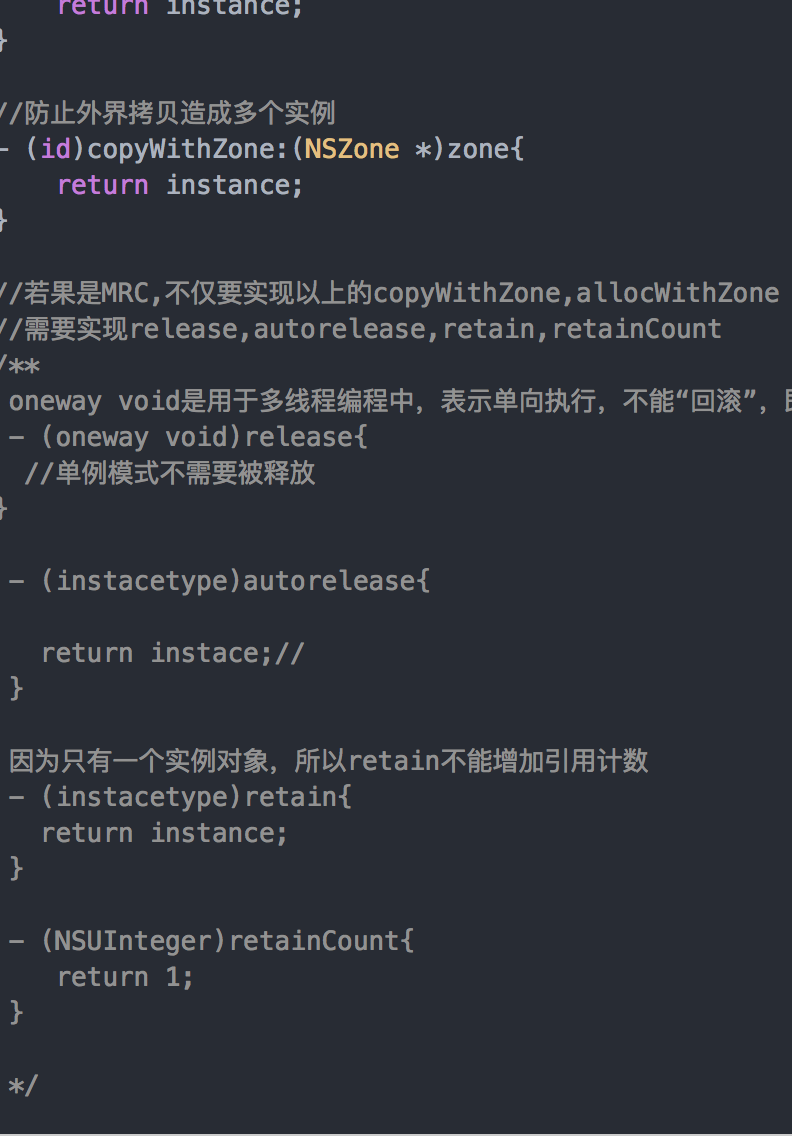 return instance;
}
//防止外界拷贝造成多个实例
- (id)copyWithZone:(NSZone *)zone{
return instance;
}
//若果是MRC,不仅要实现以上的copyWithZone,allocWithZone
//需要实现release,autorelease,retain,retainCount
/**
oneway void是用于多线程编程中，表示单向执行，不能“回滚”，
- (oneway void)release{
//单例模式不需要被释放
}
- (instacetype)autorelease{
return instace;//
}
因为只有一个实例对象，所以retain不能增加引用计数
- (instacetype)retain{
return instance;
}
- (NSUInteger)retainCount{
return 1;
}
*/